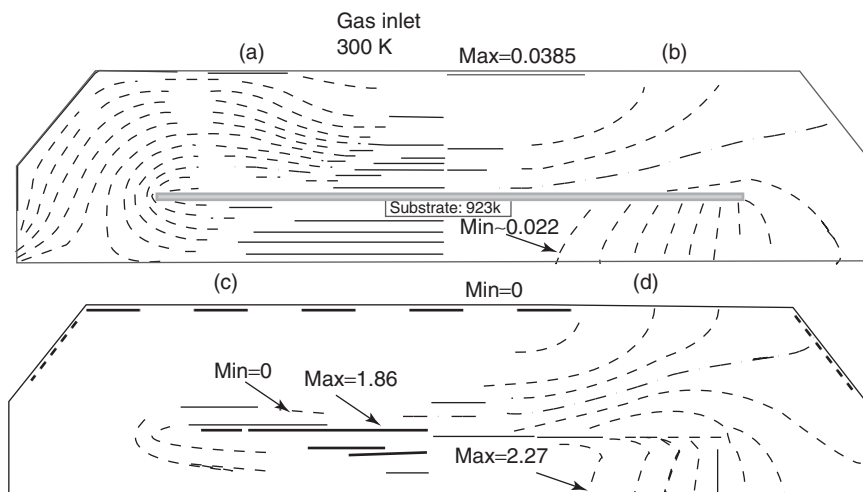 Gas inlet
300 K
(a)
Max=0.0385
(b)
Substrate: 923k
Min~0.022
(c)
Min=0
(d)
Min=0
Max=1.86
Max=2.27